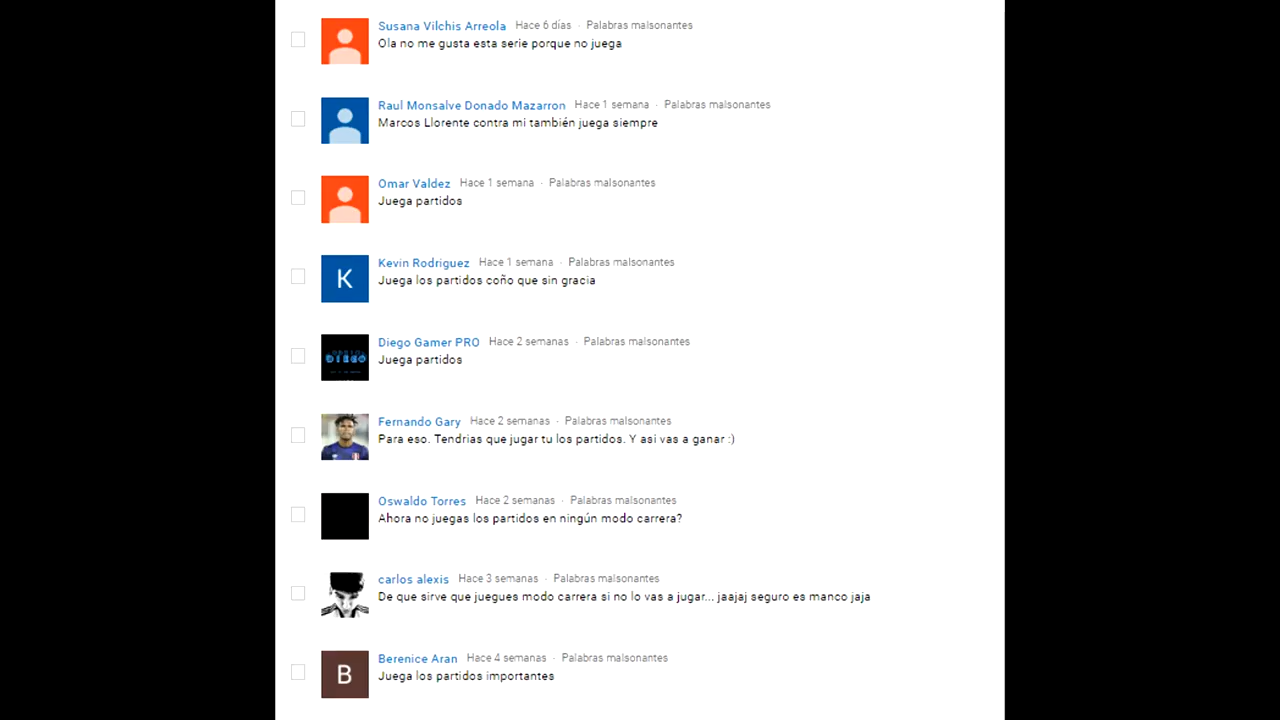 Susana Vilchis Arreola Hace 6 días · Palabras malsonantes
Ola no me gusta esta serie porque no juega
Raul Monsalve Donado Mazarron Hace 1 semana · Palabras malsonantes
Marcos Llorente contra mi también juega siempre
Omar Valdez Hace 1 semana · Palabras malsonantes
Juega partidos
K
Kevin Rodriguez Hace 1 semana · Palabras malsonantes
Juega los partidos coño que sin gracia
Diego Gamer PRO Hace 2 semanas · Palabras malsonantes
Juega partidos
Fernando Gary Hace 2 semanas · Palabras malsonantes
Para eso. Tendrias que jugar tu los partidos. Y asi vas a ganar :)
Oswaldo Torres Hace 2 semanas · Palabras malsonantes
Ahora no juegas los partidos en ningún modo carrera?
carlos alexis Hace 3 semanas · Palabras malsonantes
De que sirve que juegues modo carrera si no lo vas a jugar... jaajaj seguro es manco jaja
B
Berenice Aran Hace 4 semanas · Palabras malsonantes
Juega los partidos importantes